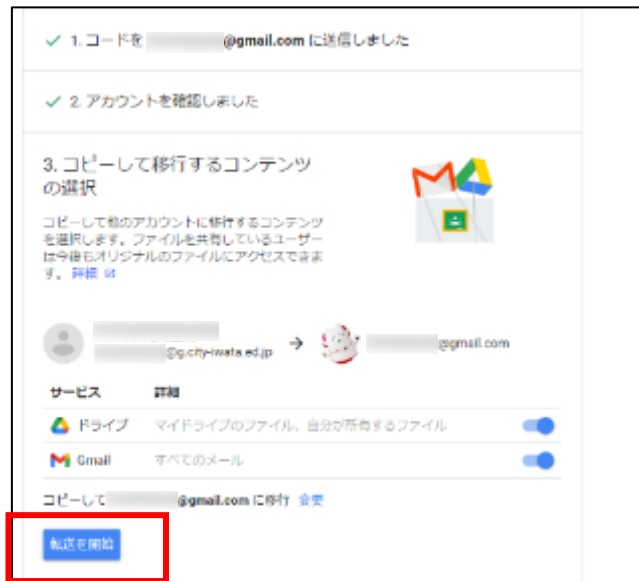 1. コードを @gmail.com に送信しました
2. アカウントを確認しました
3. コピーして移行するコンテンツ
の選択
コピーして他のアカウントに移行するコンテンツ
を選択します。ファイルを共有しているユーザー
は今後もオリジナルのファイルにアクセスできま
す。詳細
@g.city-iwata.ed.jp → @gmail.com
サービス 詳細
ドライブ マイドライブのファイル、自分が所有するファイル
Gmail すべてのメール
コピーして @gmail.com に移行 変更
転送を開始